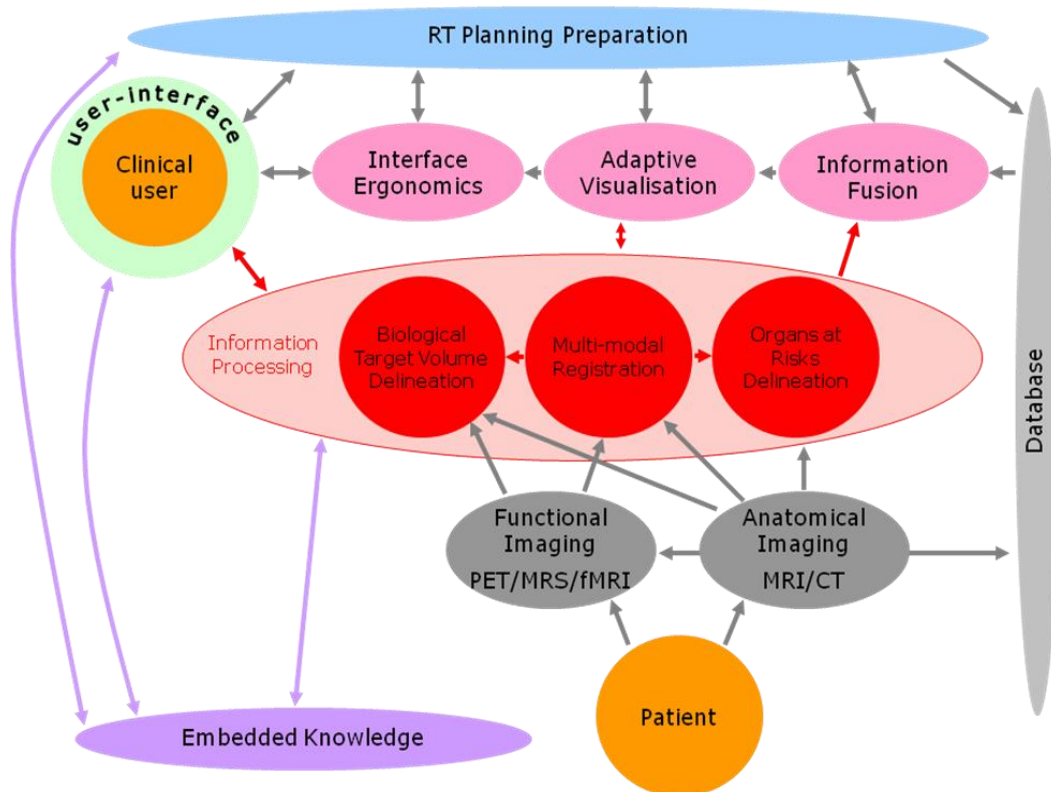 RT Planning Preparation
user-interface
Clinical
user
Interface
Ergonomics
Adaptive
Visualisation
Information
Fusion
Information
Processing
Biological
Target Volume
Delineation
Multi-modal
Registration
Organs at
Risks
Delineation
Database
Functional
Imaging
PET/MRS/fMRI
Anatomical
Imaging
MRI/CT
Patient
Embedded Knowledge